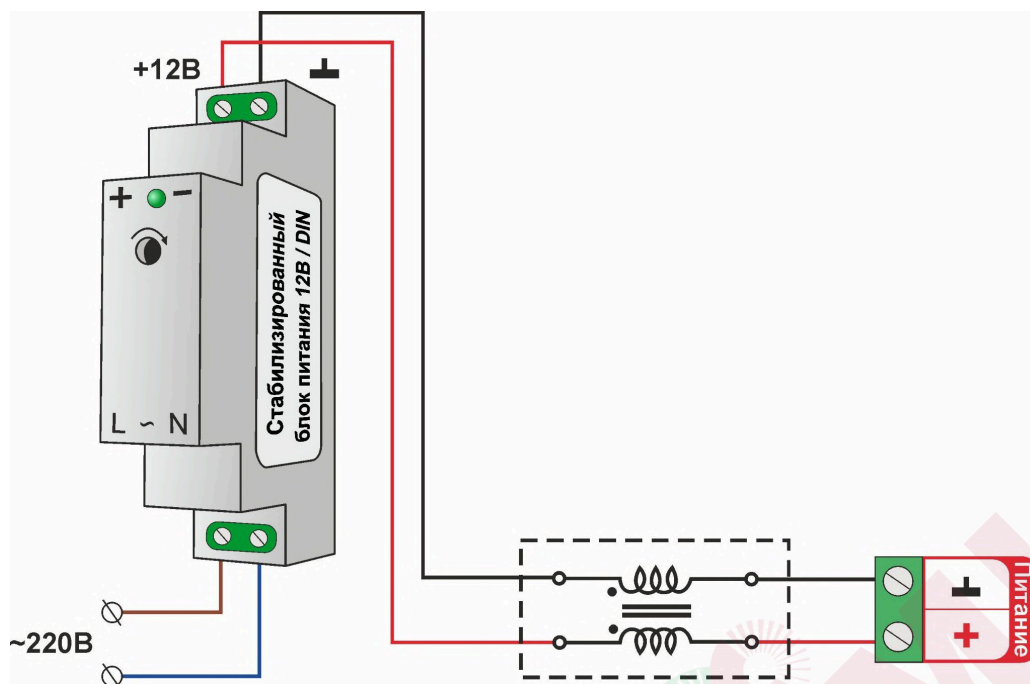 +12В
+ −
Стабилизированный
блок питания 12В / DIN
L ~ N
~220В
Питание
+